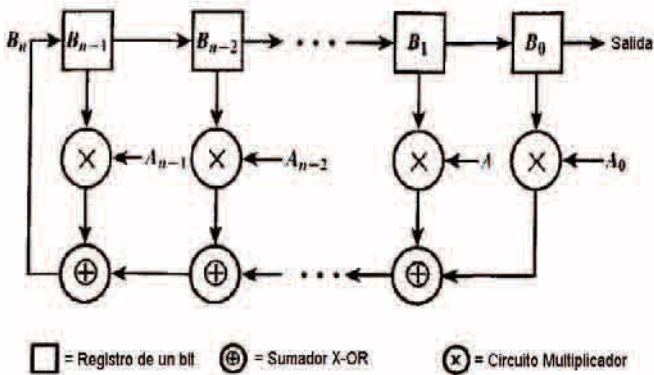 B_n B_{n-1} B_{n-2} B_1 B_0 Salida
× A_{n-1} × A_{n-2} × A × A_0
⊕ ⊕ ⊕
= Registro de un bit ⊕ = Sumador X-OR × = Circuito Multiplicador